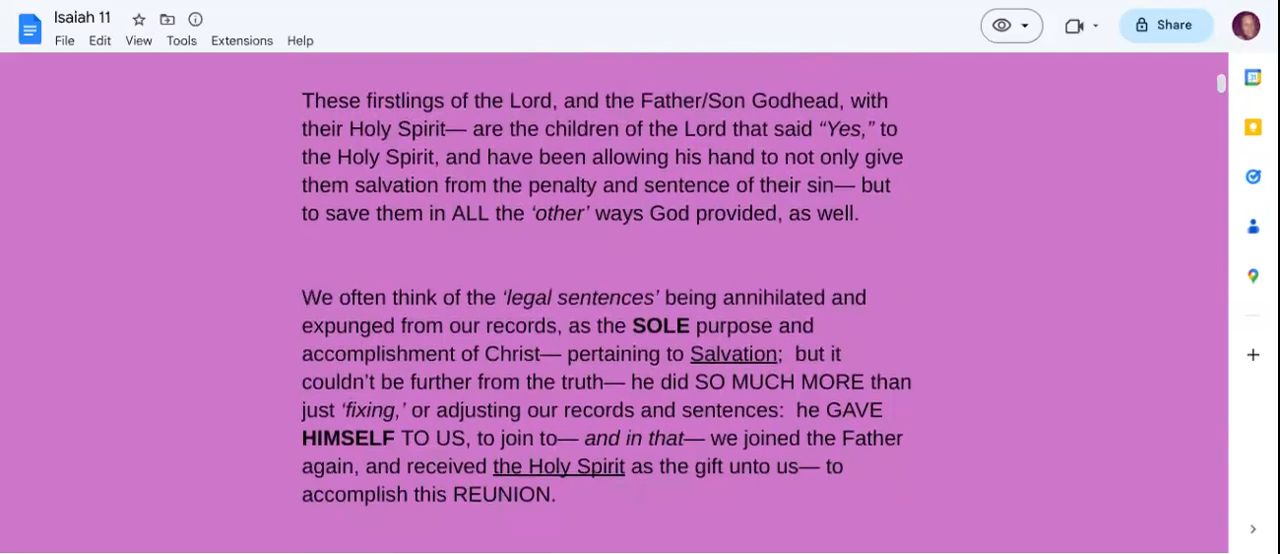 Isaiah 11
File Edit View Tools Extensions Help
Share
These firstlings of the Lord, and the Father/Son Godhead, with
their Holy Spirit— are the children of the Lord that said “Yes,” to
the Holy Spirit, and have been allowing his hand to not only give
them salvation from the penalty and sentence of their sin— but
to save them in ALL the ‘other’ ways God provided, as well.
We often think of the ‘legal sentences’ being annihilated and
expunged from our records, as the SOLE purpose and
accomplishment of Christ— pertaining to Salvation;  but it
couldn’t be further from the truth— he did SO MUCH MORE than
just ‘fixing,’ or adjusting our records and sentences:  he GAVE
HIMSELF TO US, to join to— and in that— we joined the Father
again, and received the Holy Spirit as the gift unto us— to
accomplish this REUNION.